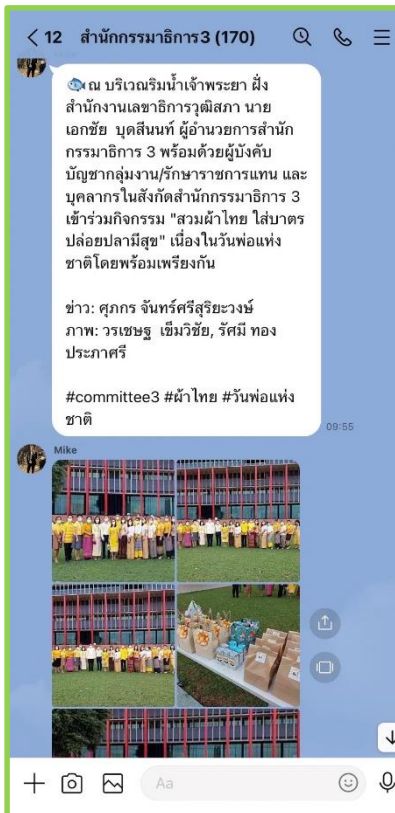 12 สำนักกรรมาธิการ3 (170)
ณ บริเวณริมน้ำเจ้าพระยา ฝั่ง
สำนักงานเลขาธิการวุฒิสภา นาย
เอกชัย บุดสีนนท์ ผู้อำนวยการสำนัก
กรรมาธิการ 3 พร้อมด้วยผู้บังคับ
บัญชากลุ่มงาน/รักษาราชการแทน และ
บุคลากรในสังกัดสำนักกรรมาธิการ 3
เข้าร่วมกิจกรรม "สวมผ้าไทย ใส่บาตร
ปล่อยปลามีสุข" เนื่องในวันพ่อแห่ง
ชาติโดยพร้อมเพรียงกัน
ข่าว: ศุภกร จันทร์ศรีสุริยะวงษ์
ภาพ: วรเชษฐ เข็มวิชัย, รัศมี ทอง
ประภาศรี
#committee3 #ผ้าไทย #วันพ่อแห่ง
ชาติ
09:55
Mike
Aa